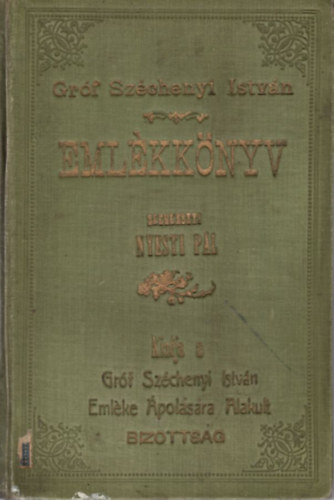 Gróf Széchenyi István
EMLÉKKÖNYV
NYESTI PÁL
Kiadja a
Gróf Széchenyi István
Emléke Ápolására Alakult
BIZOTTSÁG